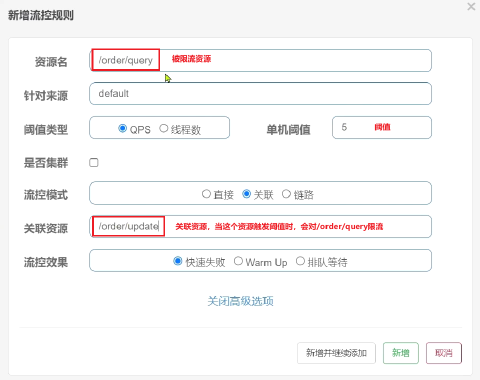 新增流控规则
资源名 /order/query 被限流资源
针对来源 default
阈值类型 QPS 线程数 单机阈值 5 阈值
是否集群
流控模式 直接 关联 链路
关联资源 /order/update 关联资源，当这个资源触发阈值时，会对/order/query限流
流控效果 快速失败 Warm Up 排队等待
关闭高级选项
新增并继续添加 新增 取消